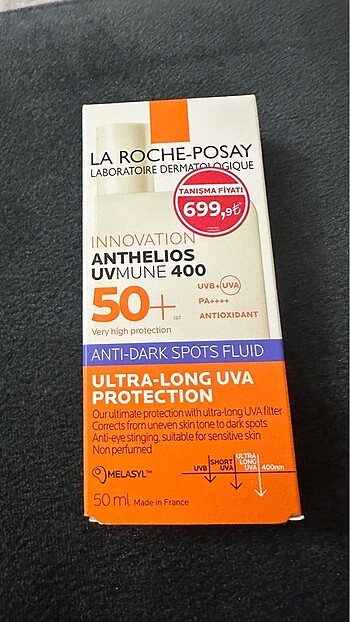 LA ROCHE-POSAY
LABORATOIRE DERMATOLOGIQUE
TANIŞMA FİYATI
699,9₺
INNOVATION
ANTHELIOS
UVMUNE 400
50+
spf
Very high protection
UVB+UVA
PA++++
ANTIOXIDANT
ANTI-DARK SPOTS FLUID
ULTRA-LONG UVA
PROTECTION
Our ultimate protection with ultra-long UVA filter
Corrects from uneven skin tone to dark spots
Anti-eye stinging, suitable for sensitive skin
Non perfumed
MELASYL™
UVB
SHORT
UVA
ULTRA
LONG
UVA
400nm
50 ml Made in France